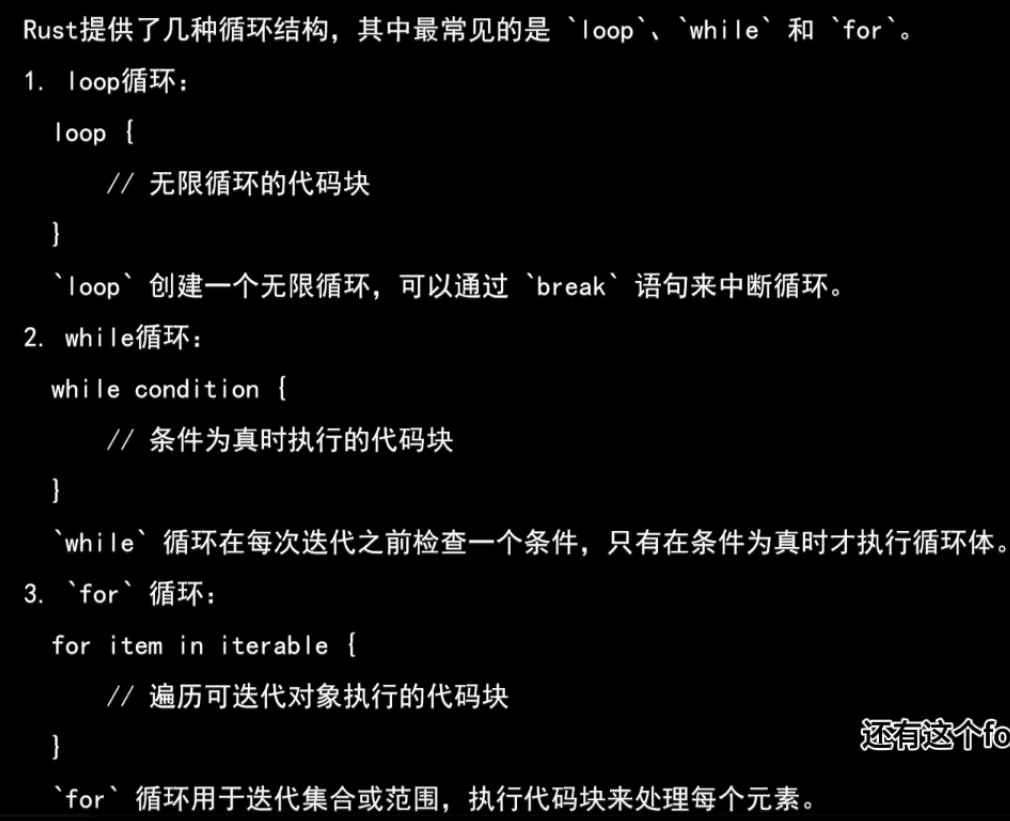 Rust提供了几种循环结构，其中最常见的是 `loop`、`while` 和 `for`。
1. loop循环：
loop {
// 无限循环的代码块
}
`loop` 创建一个无限循环，可以通过 `break` 语句来中断循环。
2. while循环：
while condition {
// 条件为真时执行的代码块
}
`while` 循环在每次迭代之前检查一个条件，只有在条件为真时才执行循环体。
3. `for` 循环：
for item in iterable {
// 遍历可迭代对象执行的代码块
}
还有这个fo
`for` 循环用于迭代集合或范围，执行代码块来处理每个元素。